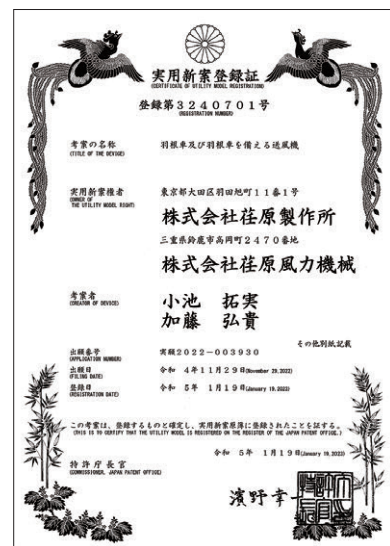 実用新案登録証
(CERTIFICATE OF UTILITY MODEL REGISTRATION)
登録第3240701号
(REGISTRATION NUMBER)
考案の名称
(TITLE OF THE DEVICE)
羽根車及び羽根車を備える送風機
実用新案権者
(OWNER OF THE UTILITY MODEL RIGHT)
東京都大田区羽田旭町11番1号
株式会社荏原製作所
三重県鈴鹿市高岡町2470番地
株式会社荏原風力機械
考案者
(CREATOR OF DEVICE)
小池 拓実
加藤 弘貴
その他別紙記載
出願番号
(APPLICATION NUMBER)
実願2022-003930
出願日
(FILING DATE)
令和 4年11月29日(November 29,2022)
登録日
(REGISTRATION DATE)
令和 5年 1月19日(January 19,2023)
この考案は、登録するものと確定し、実用新案原簿に登録されたことを証する。
(THIS IS TO CERTIFY THAT THE UTILITY MODEL IS REGISTERED ON THE REGISTER OF THE JAPAN PATENT OFFICE.)
令和 5年 1月19日(January 19,2023)
特許庁長官
(COMMISSIONER, JAPAN PATENT OFFICE)
濱野幸一